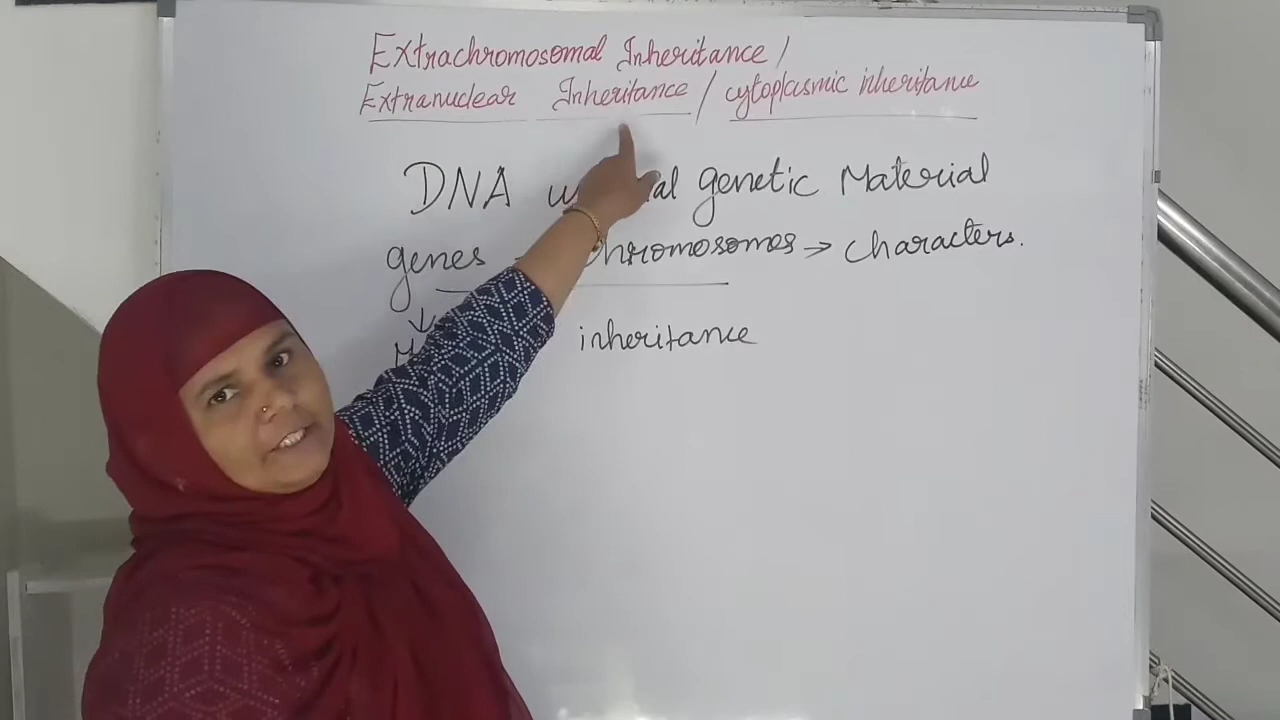 Extrachromosomal Inheritance/
Extranuclear Inheritance / cytoplasmic inheritance
DNA genetic Material
genes chromosomes → characters.
↓
inheritance